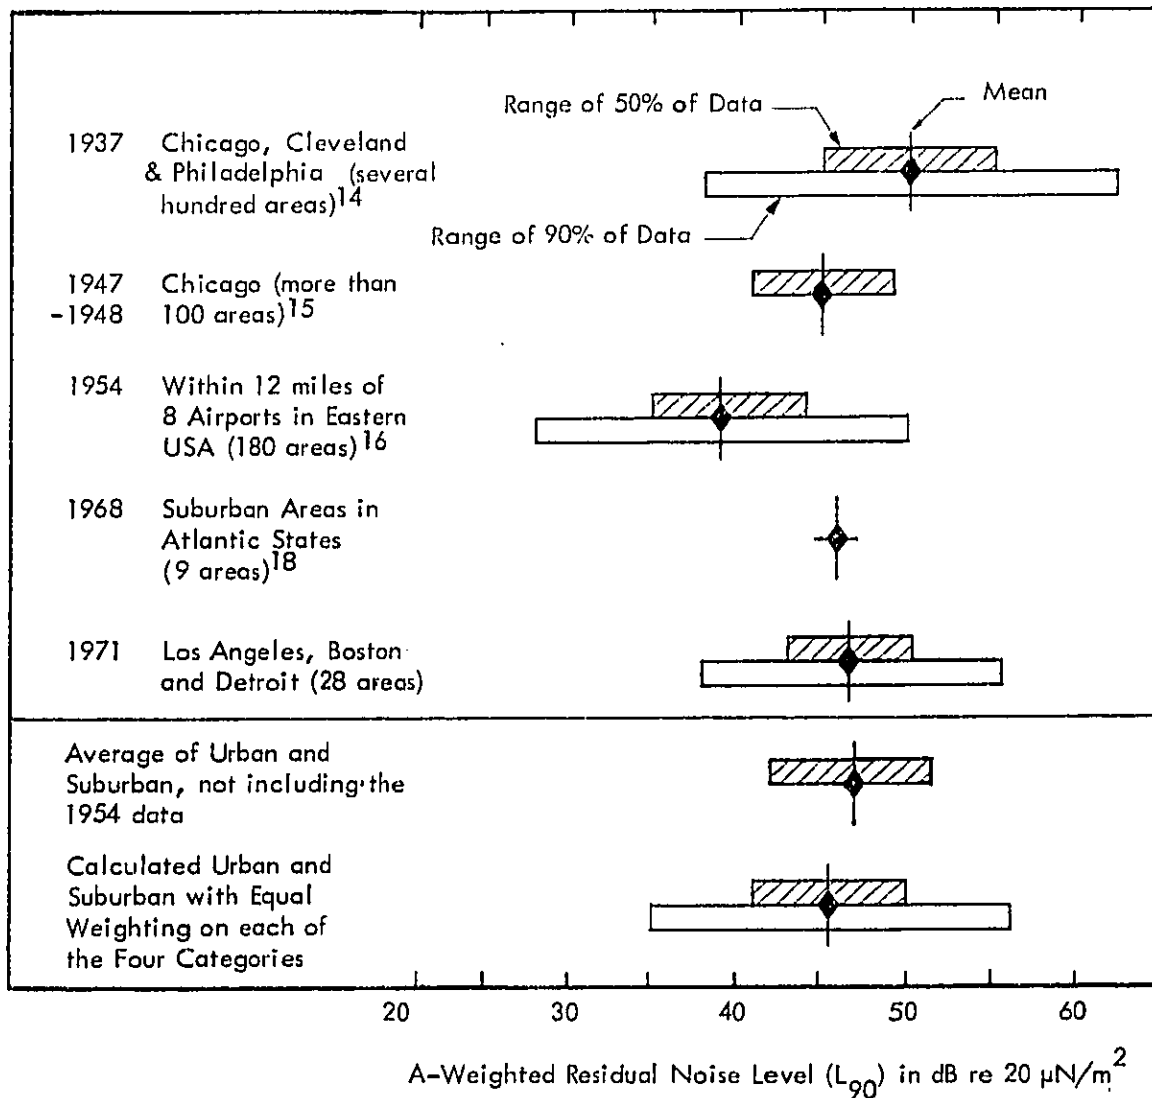 Range of 50% of Data
Mean
1937 Chicago, Cleveland
& Philadelphia (several
hundred areas)14
Range of 90% of Data
1947 Chicago (more than
-1948 100 areas)15
1954 Within 12 miles of
8 Airports in Eastern
USA (180 areas)16
1968 Suburban Areas in
Atlantic States
(9 areas)18
1971 Los Angeles, Boston
and Detroit (28 areas)
Average of Urban and
Suburban, not including the
1954 data
Calculated Urban and
Suburban with Equal
Weighting on each of
the Four Categories
20 30 40 50 60
A-Weighted Residual Noise Level (L90) in dB re 20 μN/m2